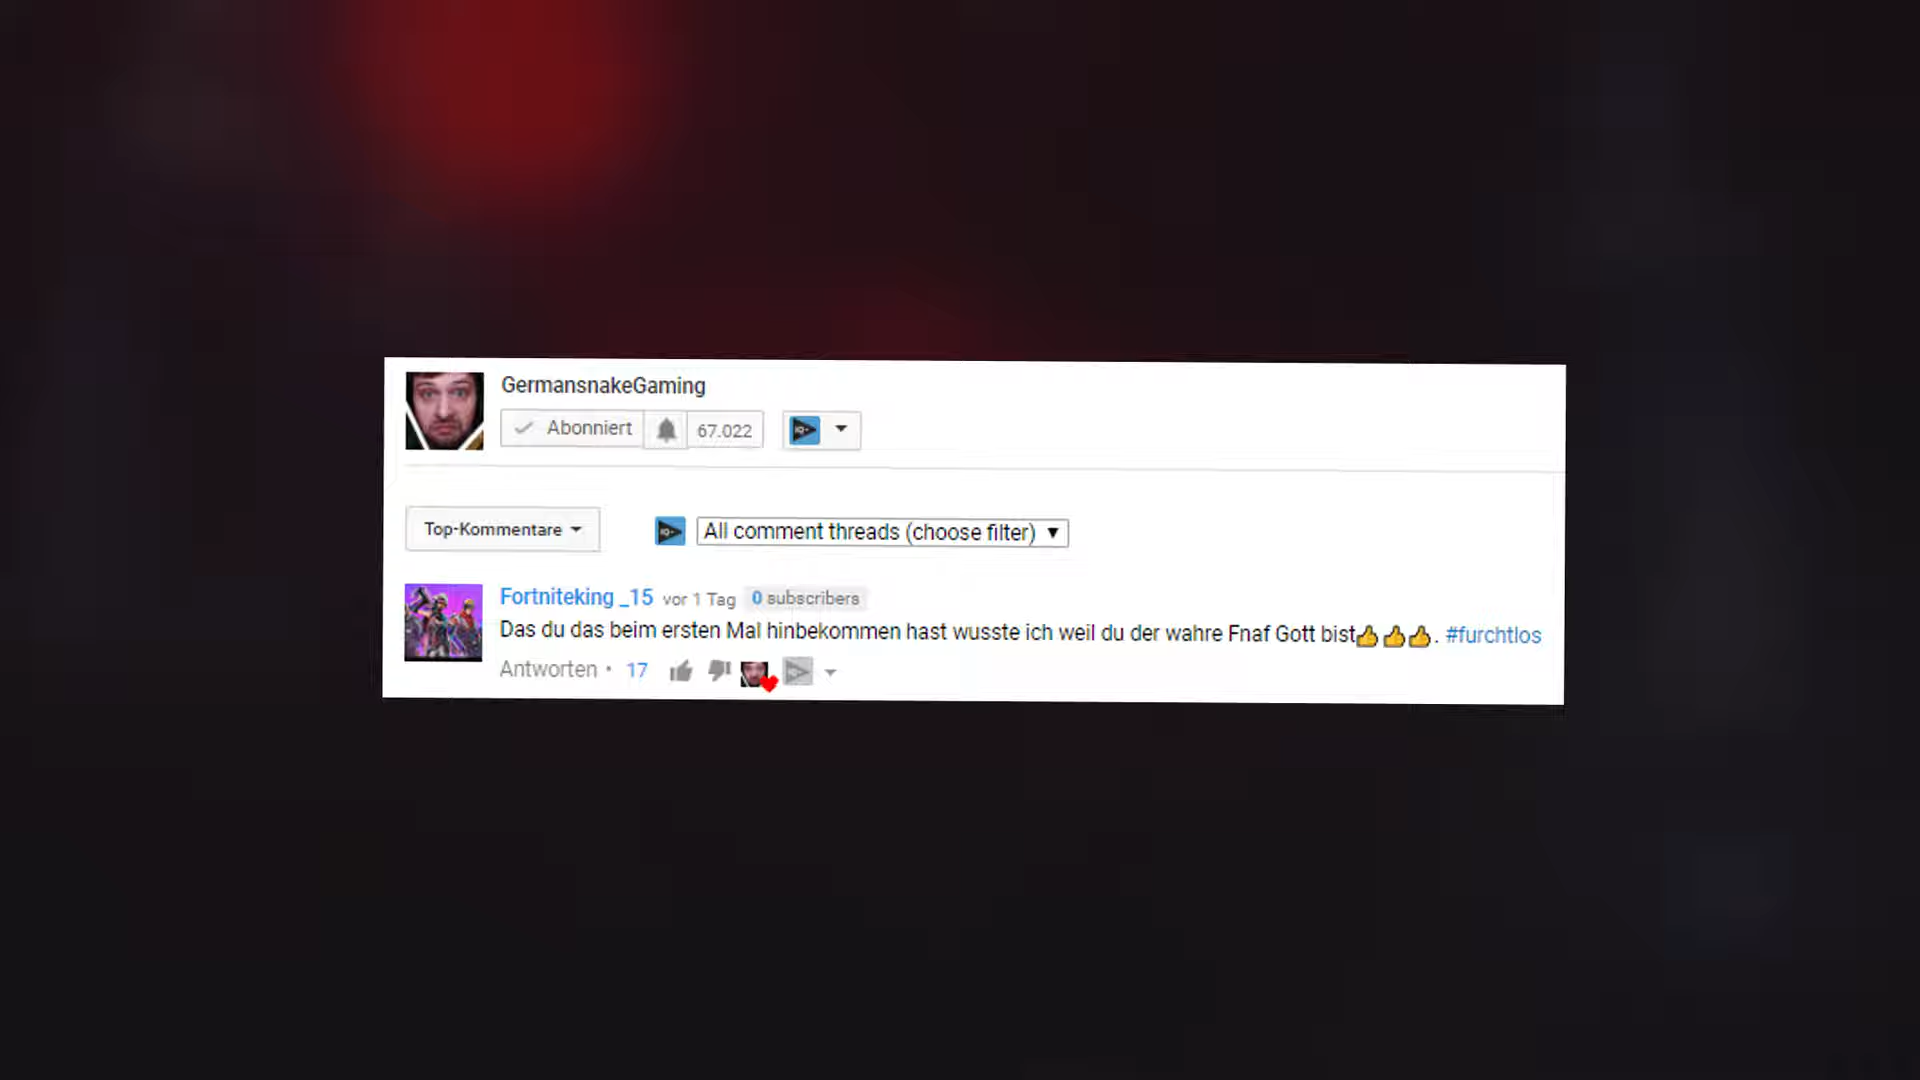 GermansnakeGaming
Abonniert 67.022
Top-Kommentare All comment threads (choose filter)
Fortniteking _15 vor 1 Tag 0 subscribers
Das du das beim ersten Mal hinbekommen hast wusste ich weil du der wahre Fnaf Gott bist👍👍👍. #furchtlos
Antworten • 17